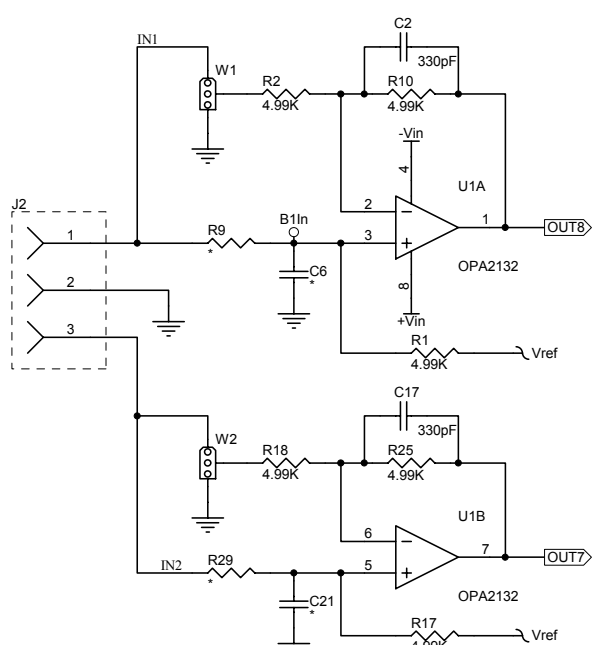 IN1
W1
R2
4.99K
C2
330pF
R10
4.99K
-Vin
4
U1A
2
1
OUT8
J2
1
R9
*
B1In
3
C6
*
OPA2132
8
+Vin
2
3
R1
4.99K
Vref
W2
R18
4.99K
C17
330pF
R25
4.99K
U1B
6
7
OUT7
IN2
R29
*
5
C21
*
OPA2132
R17
4.99K
Vref